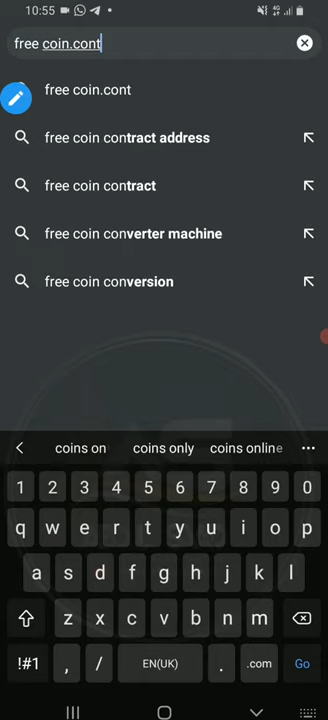 10:55
free coin.cont
free coin.cont
free coin contract address
free coin contract
free coin converter machine
free coin conversion
coins on coins only coins online
1 2 3 4 5 6 7 8 9 0
q w e r t y u i o p
a s d f g h j k l
z x c v b n m
!#1 , / EN(UK) . .com Go